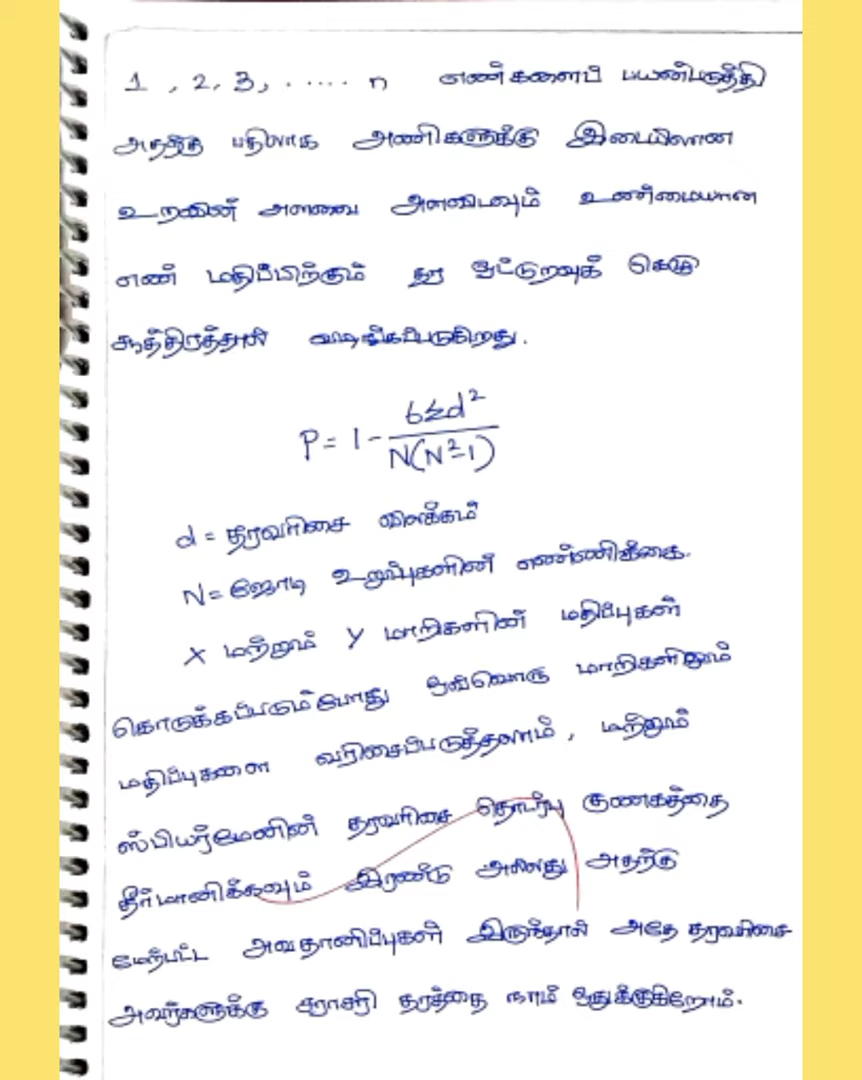 1 , 2, 3, ..... n எண்களைப் பயன்படுத்தி
அதற்கு பதிலாக அணிகளுக்கு இடையிலான
உறவின் அளவை அளவிடவும் உண்மையான
எண் மதிப்பிற்கும் தர ஒட்டுறவுக் கெழு
சூத்திரத்தால் வழங்கப்படுகிறது.
P = 1 - 6Σd² / N(N²-1)
d = தரவரிசை விலக்கம்
N = ஜோடி உறவுகளின் எண்ணிக்கை.
X மற்றும் Y மாறிகளின் மதிப்புகள்
கொடுக்கப்படும்போது ஒவ்வொரு மாறிகளிலும்
மதிப்புகளை வரிசைப்படுத்தலாம், மற்றும்
ஸ்பியர்மேனின் தரவரிசை தொடர்பு குணகத்தை
தீர்மானிக்கவும் இரண்டு அல்லது அதற்கு
மேற்பட்ட அவதானிப்புகள் இருந்தால் அதே தரவரிசை
அவர்களுக்கு சராசரி தரத்தை நாம் ஒதுக்குகிறோம்.